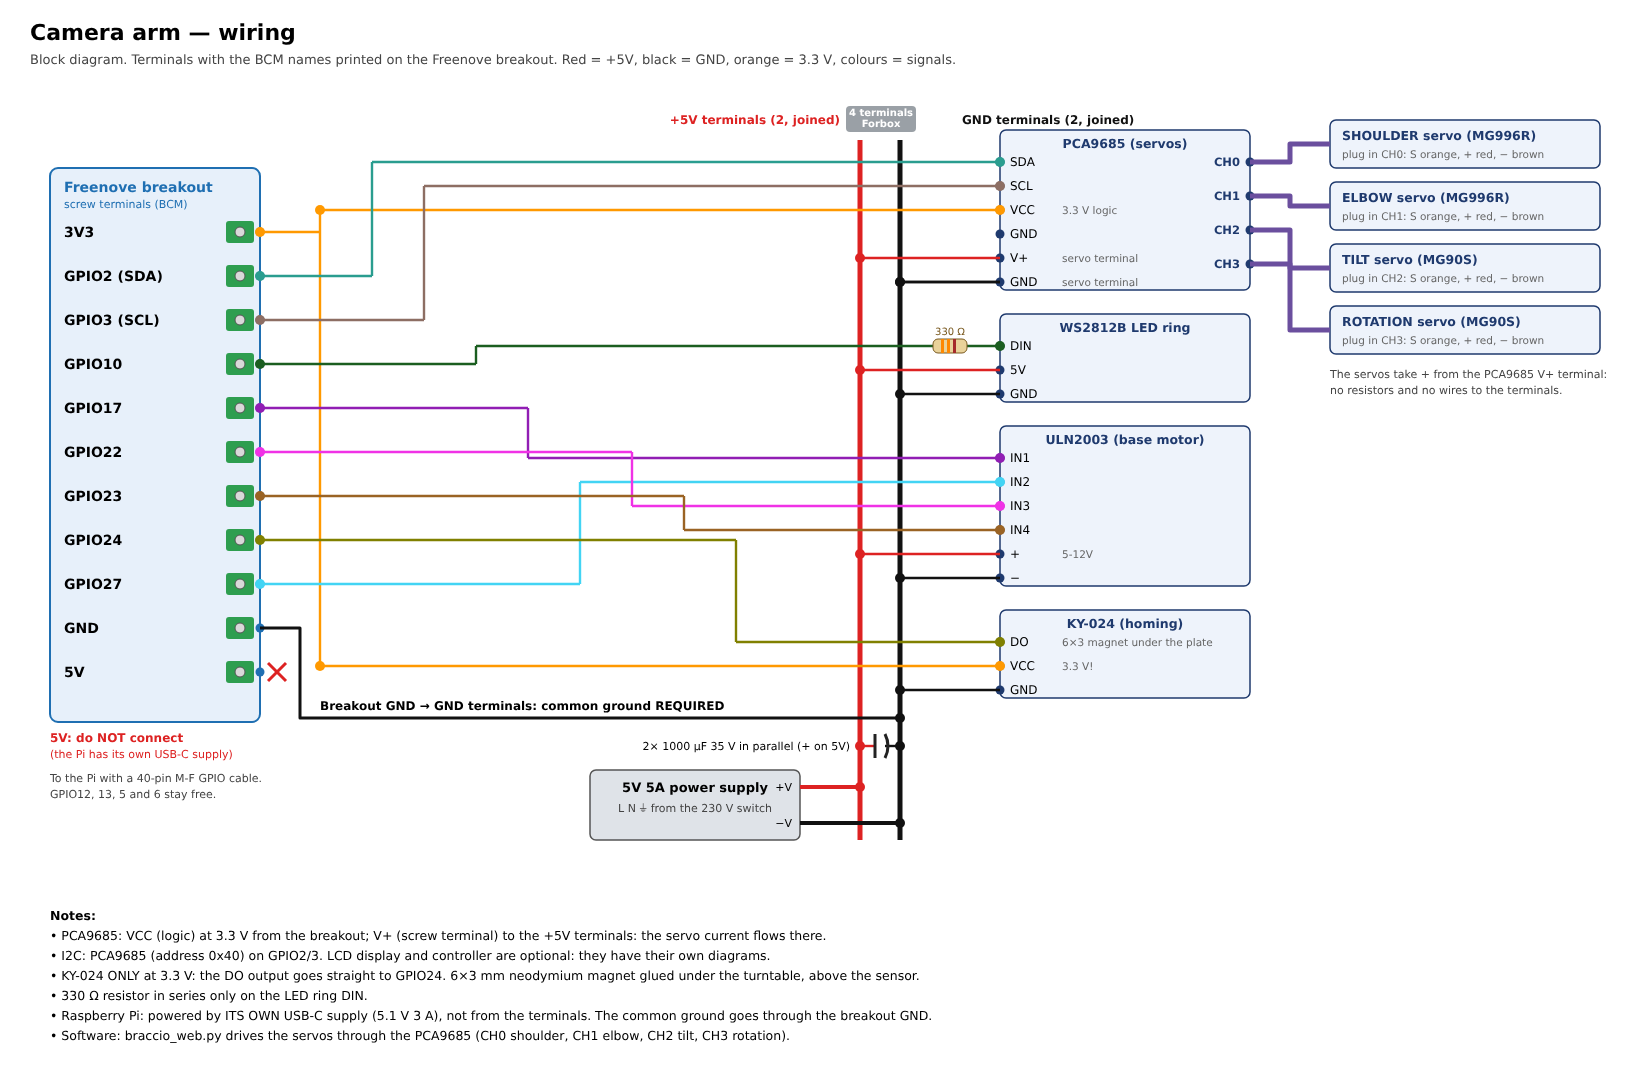 Camera arm — wiring
Block diagram. Terminals with the BCM names printed on the Freenove breakout. Red = +5V, black = GND, orange = 3.3 V, colours = signals.
+5V terminals (2, joined)
4 terminals
Forbox
GND terminals (2, joined)
Freenove breakout
screw terminals (BCM)
3V3
GPIO2 (SDA)
GPIO3 (SCL)
GPIO10
GPIO17
GPIO22
GPIO23
GPIO24
GPIO27
GND
5V
5V: do NOT connect
(the Pi has its own USB-C supply)
To the Pi with a 40-pin M-F GPIO cable.
GPIO12, 13, 5 and 6 stay free.
PCA9685 (servos)
SDA
SCL
VCC 3.3 V logic
GND
V+ servo terminal
GND servo terminal
CH0
CH1
CH2
CH3
SHOULDER servo (MG996R)
plug in CH0: S orange, + red, − brown
ELBOW servo (MG996R)
plug in CH1: S orange, + red, − brown
TILT servo (MG90S)
plug in CH2: S orange, + red, − brown
ROTATION servo (MG90S)
plug in CH3: S orange, + red, − brown
The servos take + from the PCA9685 V+ terminal:
no resistors and no wires to the terminals.
330 Ω
WS2812B LED ring
DIN
5V
GND
ULN2003 (base motor)
IN1
IN2
IN3
IN4
+ 5-12V
−
KY-024 (homing)
DO 6×3 magnet under the plate
VCC 3.3 V!
GND
Breakout GND → GND terminals: common ground REQUIRED
2× 1000 µF 35 V in parallel (+ on 5V)
5V 5A power supply +V
L N ⏚ from the 230 V switch
−V
Notes:
• PCA9685: VCC (logic) at 3.3 V from the breakout; V+ (screw terminal) to the +5V terminals: the servo current flows there.
• I2C: PCA9685 (address 0x40) on GPIO2/3. LCD display and controller are optional: they have their own diagrams.
• KY-024 ONLY at 3.3 V: the DO output goes straight to GPIO24. 6×3 mm neodymium magnet glued under the turntable, above the sensor.
• 330 Ω resistor in series only on the LED ring DIN.
• Raspberry Pi: powered by ITS OWN USB-C supply (5.1 V 3 A), not from the terminals. The common ground goes through the breakout GND.
• Software: braccio_web.py drives the servos through the PCA9685 (CH0 shoulder, CH1 elbow, CH2 tilt, CH3 rotation).